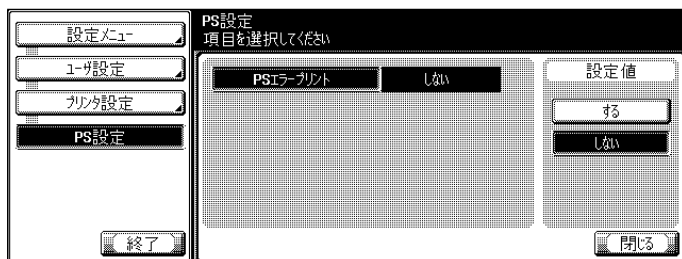 設定メニュー
ユーザ設定
プリンタ設定
PS設定
終了
PS設定
項目を選択してください
PSエラープリント
しない
設定値
する
しない
閉じる